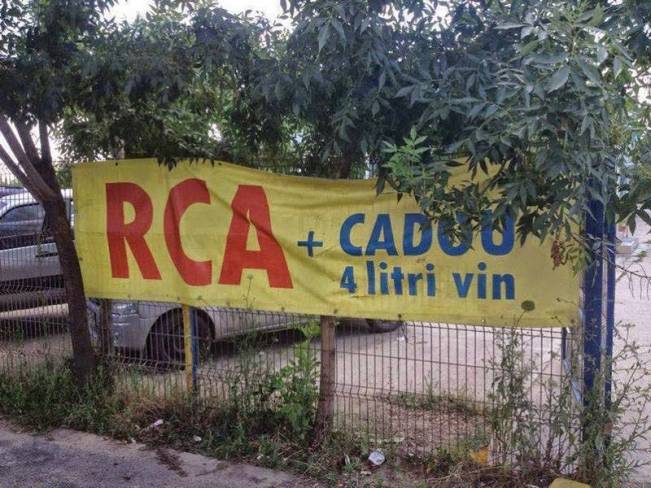 RCA + CADOU
4 litri vin